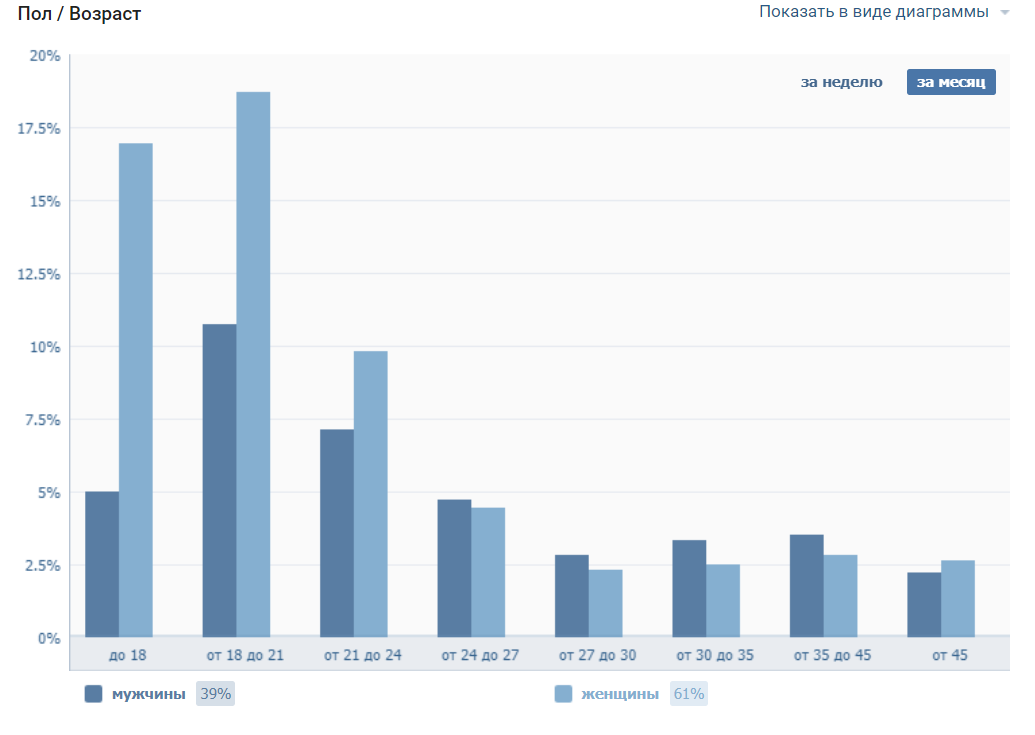 Пол / Возраст
Показать в виде диаграммы
за неделю за месяц
20%
17.5%
15%
12.5%
10%
7.5%
5%
2.5%
0%
до 18 от 18 до 21 от 21 до 24 от 24 до 27 от 27 до 30 от 30 до 35 от 35 до 45 от 45
мужчины 39% женщины 61%